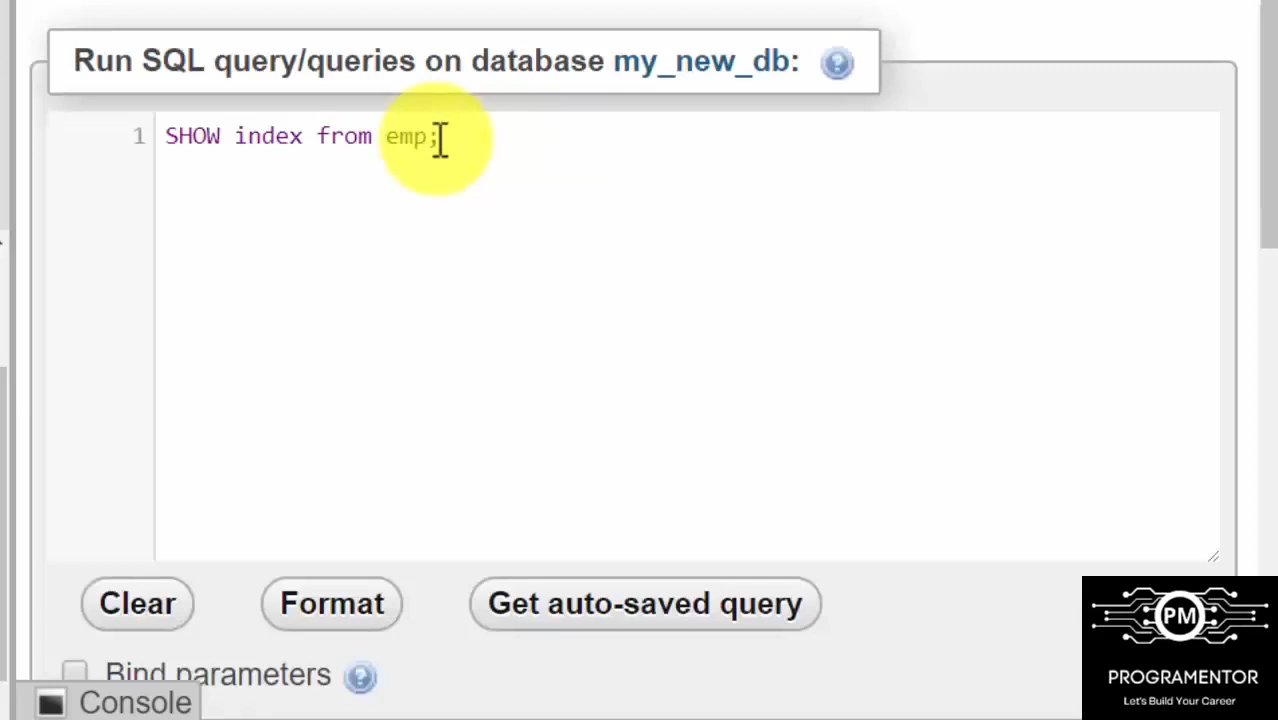 Run SQL query/queries on database my_new_db:
1 SHOW index from emp;
Clear Format Get auto-saved query
Bind parameters
Console
PM
PROGRAMENTOR
Let's Build Your Career